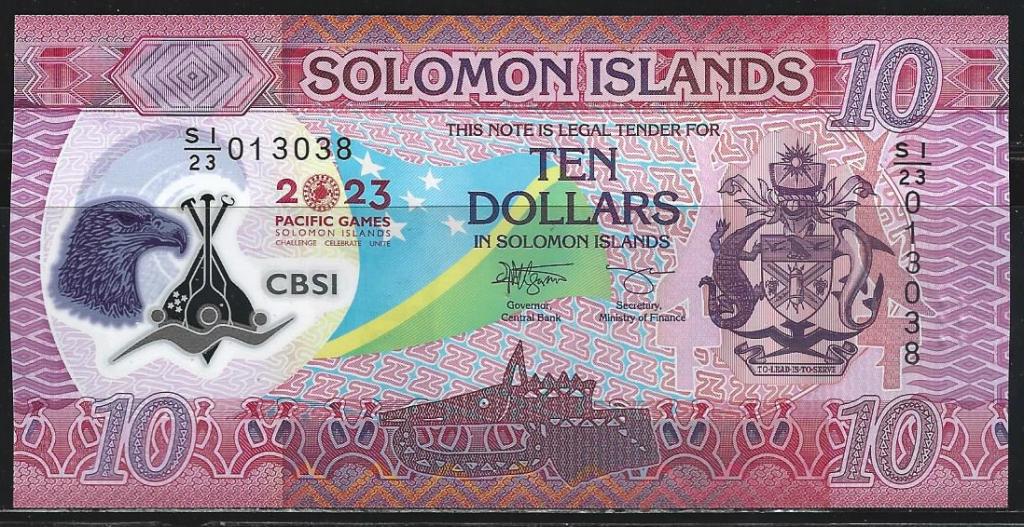 SOLOMON ISLANDS
10
THIS NOTE IS LEGAL TENDER FOR
TEN
DOLLARS
IN SOLOMON ISLANDS
S I
23
013038
2023
PACIFIC GAMES
SOLOMON ISLANDS
CHALLENGE CELEBRATE UNITE
CBSI
Governor,
Central Bank
Secretary,
Ministry of Finance
S I
23
013038
TO·LEAD·IS·TO·SERVE
10
10